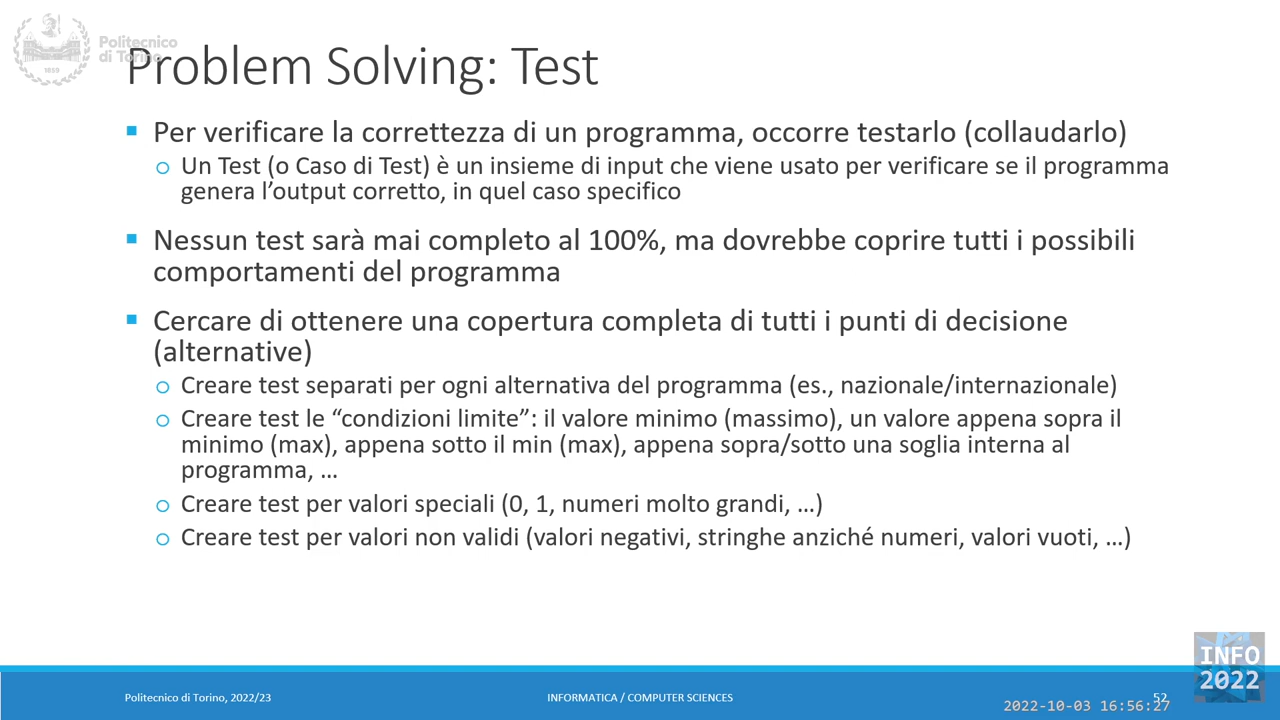 Politecnico
di Torino
1859
Problem Solving: Test
Per verificare la correttezza di un programma, occorre testarlo (collaudarlo)
Un Test (o Caso di Test) è un insieme di input che viene usato per verificare se il programma
genera l’output corretto, in quel caso specifico
Nessun test sarà mai completo al 100%, ma dovrebbe coprire tutti i possibili
comportamenti del programma
Cercare di ottenere una copertura completa di tutti i punti di decisione
(alternative)
Creare test separati per ogni alternativa del programma (es., nazionale/internazionale)
Creare test le “condizioni limite”: il valore minimo (massimo), un valore appena sopra il
minimo (max), appena sotto il min (max), appena sopra/sotto una soglia interna al
programma, …
Creare test per valori speciali (0, 1, numeri molto grandi, …)
Creare test per valori non validi (valori negativi, stringhe anziché numeri, valori vuoti, …)
INFO
2022
Politecnico di Torino, 2022/23
INFORMATICA / COMPUTER SCIENCES
52
2022-10-03 16:56:27